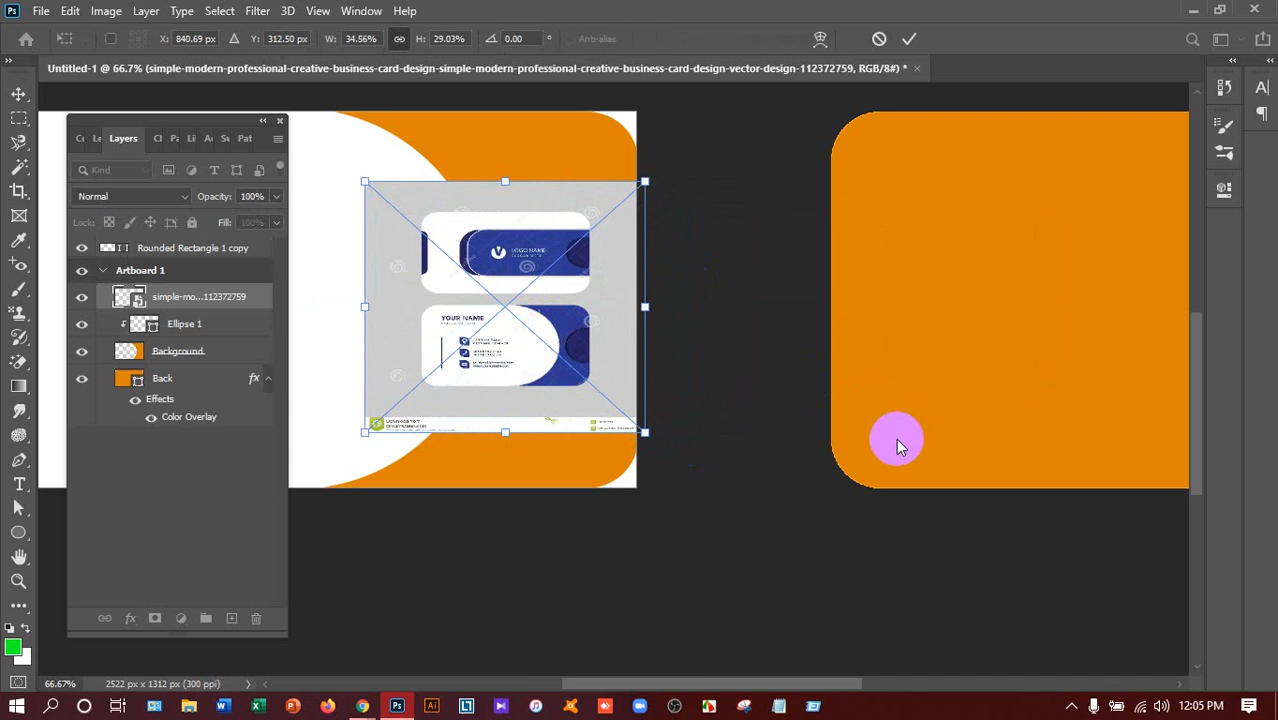 Ps File Edit Image Layer Type Select Filter 3D View Window Help
X: 840.69 px Y: 312.50 px W: 34.56% H: 29.03% 0.00 ° Anti-alias
Untitled-1 @ 66.7% (simple-modern-professional-creative-business-card-design-simple-modern-professional-creative-business-card-design-vector-design-112372759, RGB/8#) * ×
Layers
Kind
Normal Opacity: 100%
Lock: Fill: 100%
Rounded Rectangle 1 copy
Artboard 1
simple-mo...112372759
Ellipse 1
Background
Back fx
Effects
Color Overlay
LOGO NAME
YOUR NAME
66.67% 2522 px x 1312 px (300 ppi)
12:05 PM